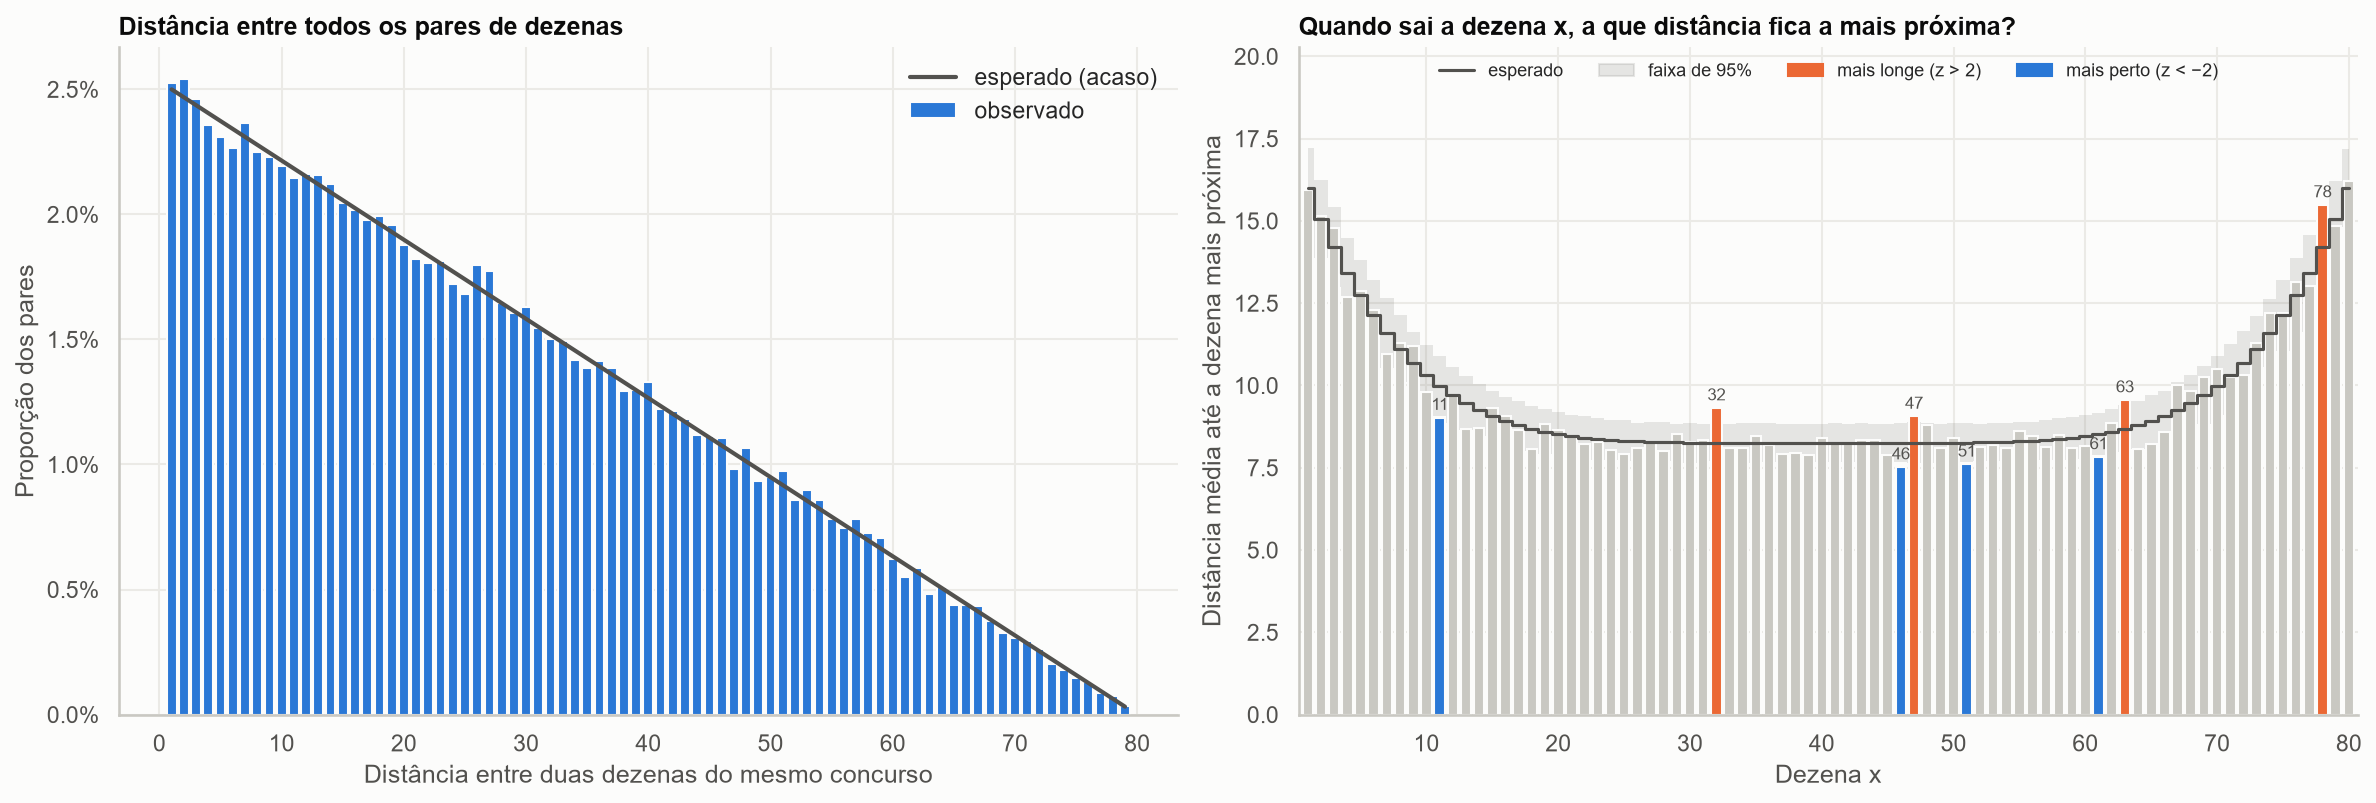 Distância entre todos os pares de dezenas
esperado (acaso)
observado
2.5%
2.0%
1.5%
1.0%
0.5%
0.0%
Proporção dos pares
0 10 20 30 40 50 60 70 80
Distância entre duas dezenas do mesmo concurso
Quando sai a dezena x, a que distância fica a mais próxima?
esperado faixa de 95% mais longe (z > 2) mais perto (z < −2)
20.0
17.5
15.0
12.5
10.0
7.5
5.0
2.5
0.0
Distância média até a dezena mais próxima
11
32
46
47
51
61
63
78
10 20 30 40 50 60 70 80
Dezena x